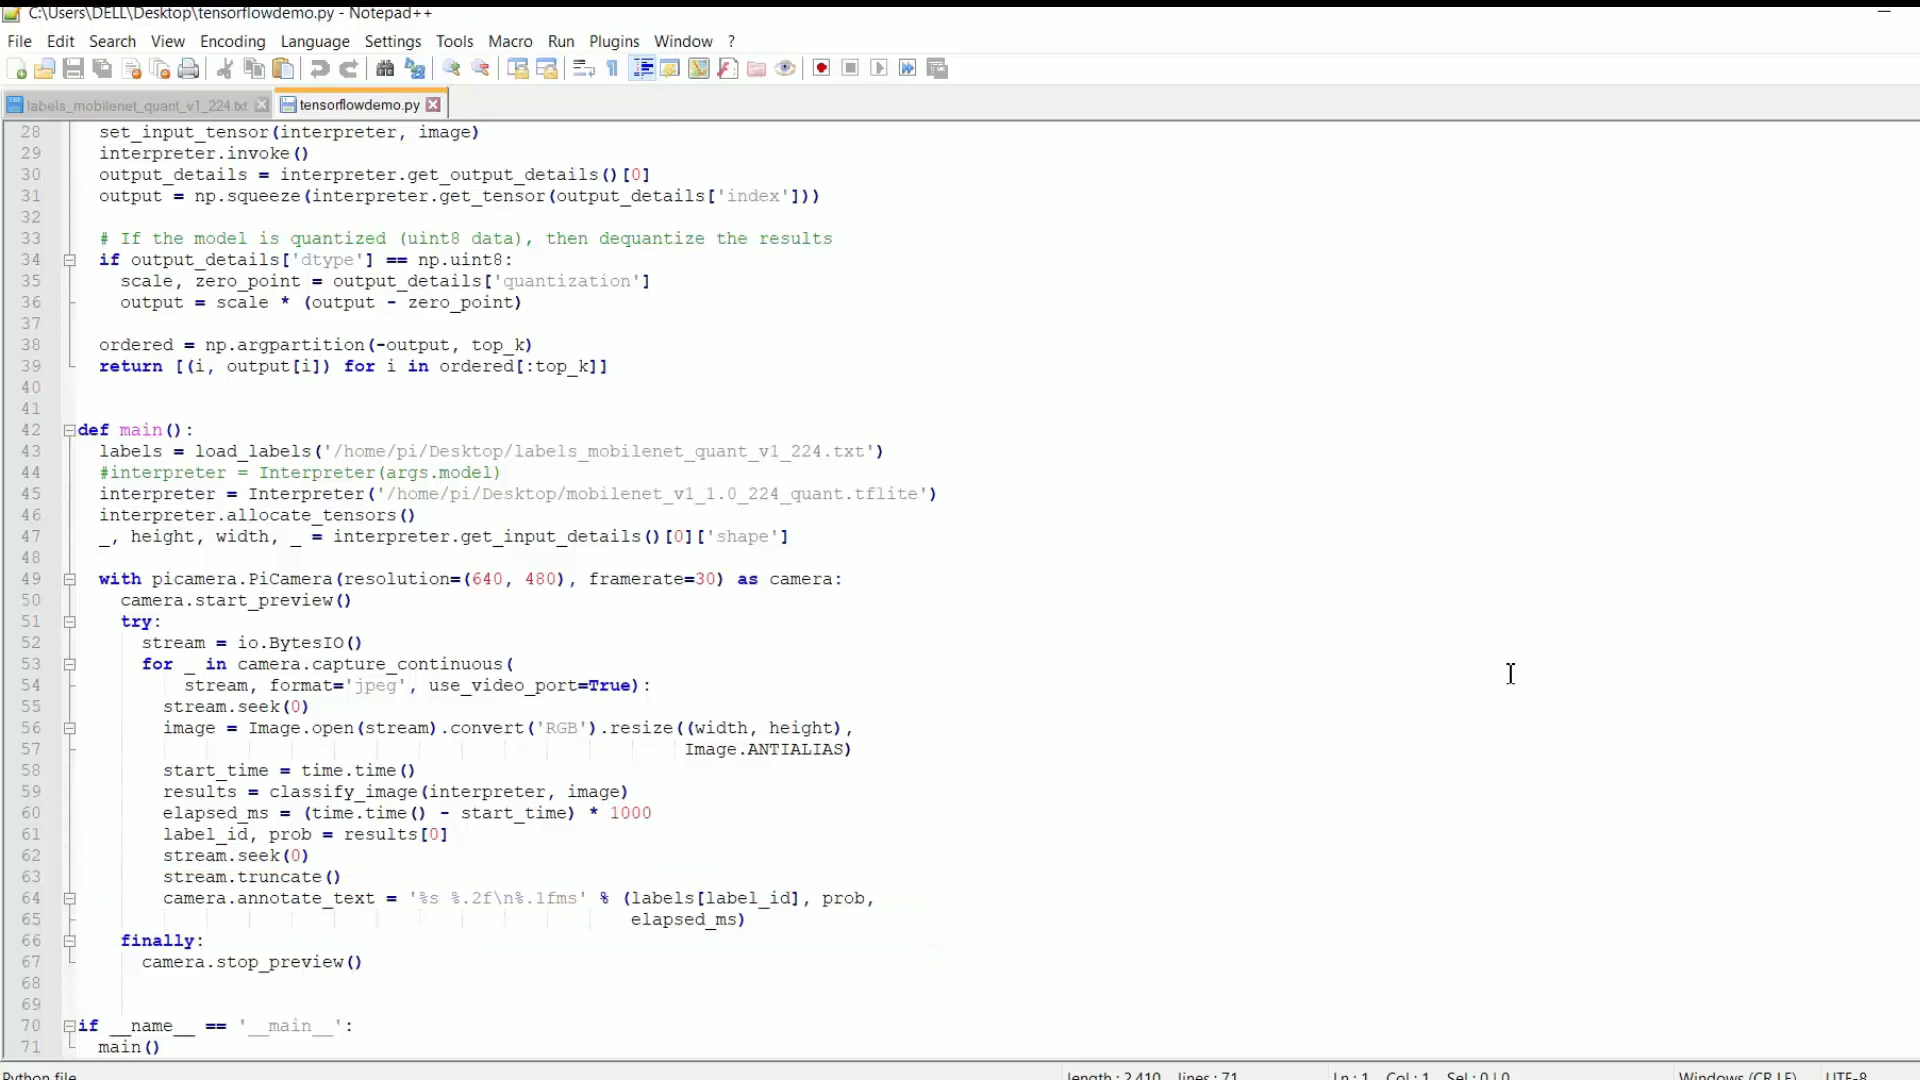 C:\Users\DELL\Desktop\tensorflowdemo.py - Notepad++
File Edit Search View Encoding Language Settings Tools Macro Run Plugins Window ?
labels_mobilenet_quant_v1_224.txt tensorflowdemo.py
28 set_input_tensor(interpreter, image)
29 interpreter.invoke()
30 output_details = interpreter.get_output_details()[0]
31 output = np.squeeze(interpreter.get_tensor(output_details['index']))
32
33 # If the model is quantized (uint8 data), then dequantize the results
34 if output_details['dtype'] == np.uint8:
35 scale, zero_point = output_details['quantization']
36 output = scale * (output - zero_point)
37
38 ordered = np.argpartition(-output, top_k)
39 return [(i, output[i]) for i in ordered[:top_k]]
40
41
42 def main():
43 labels = load_labels('/home/pi/Desktop/labels_mobilenet_quant_v1_224.txt')
44 #interpreter = Interpreter(args.model)
45 interpreter = Interpreter('/home/pi/Desktop/mobilenet_v1_1.0_224_quant.tflite')
46 interpreter.allocate_tensors()
47 _, height, width, _ = interpreter.get_input_details()[0]['shape']
48
49 with picamera.PiCamera(resolution=(640, 480), framerate=30) as camera:
50 camera.start_preview()
51 try:
52 stream = io.BytesIO()
53 for _ in camera.capture_continuous(
54 stream, format='jpeg', use_video_port=True):
55 stream.seek(0)
56 image = Image.open(stream).convert('RGB').resize((width, height),
57 Image.ANTIALIAS)
58 start_time = time.time()
59 results = classify_image(interpreter, image)
60 elapsed_ms = (time.time() - start_time) * 1000
61 label_id, prob = results[0]
62 stream.seek(0)
63 stream.truncate()
64 camera.annotate_text = '%s %.2f\n%.1fms' % (labels[label_id], prob,
65 elapsed_ms)
66 finally:
67 camera.stop_preview()
68
69
70 if __name__ == '__main__':
71 main()
Python file length : 2,410 lines : 71 Ln : 1 Col : 1 Sel : 0 | 0 Windows (CR LF) UTF-8